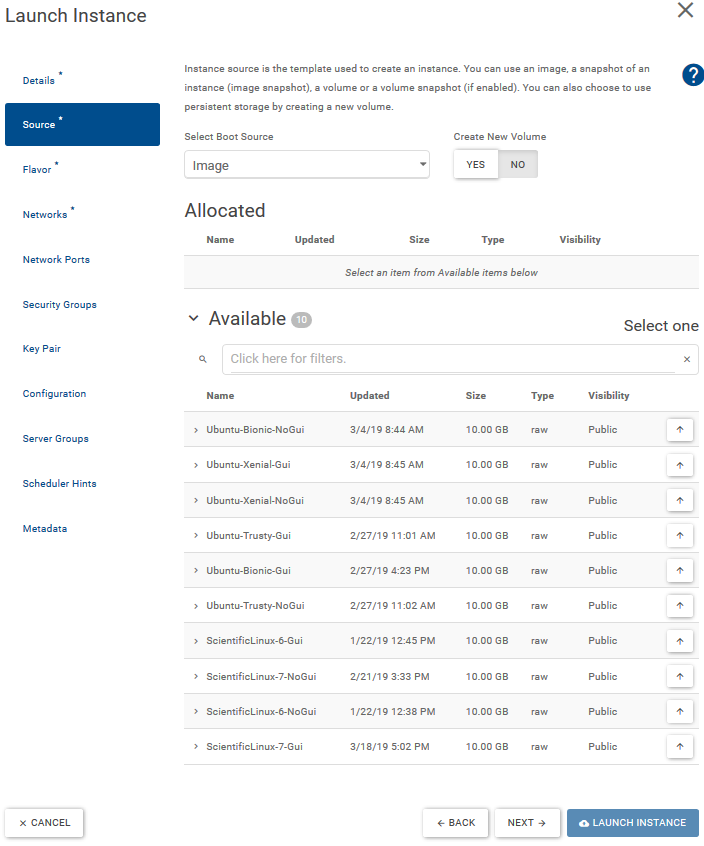 Launch Instance
Details *
Source *
Flavor *
Networks *
Network Ports
Security Groups
Key Pair
Configuration
Server Groups
Scheduler Hints
Metadata
Instance source is the template used to create an instance. You can use an image, a snapshot of an
instance (image snapshot), a volume or a volume snapshot (if enabled). You can also choose to use
persistent storage by creating a new volume.
?
Select Boot Source Create New Volume
Image YES NO
Allocated
Name Updated Size Type Visibility
Select an item from Available items below
Available 10 Select one
Click here for filters. ×
Name Updated Size Type Visibility
Ubuntu-Bionic-NoGui 3/4/19 8:44 AM 10.00 GB raw Public
Ubuntu-Xenial-Gui 3/4/19 8:45 AM 10.00 GB raw Public
Ubuntu-Xenial-NoGui 3/4/19 8:45 AM 10.00 GB raw Public
Ubuntu-Trusty-Gui 2/27/19 11:01 AM 10.00 GB raw Public
Ubuntu-Bionic-Gui 2/27/19 4:23 PM 10.00 GB raw Public
Ubuntu-Trusty-NoGui 2/27/19 11:02 AM 10.00 GB raw Public
ScientificLinux-6-Gui 1/22/19 12:45 PM 10.00 GB raw Public
ScientificLinux-7-NoGui 2/21/19 3:33 PM 10.00 GB raw Public
ScientificLinux-6-NoGui 1/22/19 12:38 PM 10.00 GB raw Public
ScientificLinux-7-Gui 3/18/19 5:02 PM 10.00 GB raw Public
× CANCEL ← BACK NEXT → LAUNCH INSTANCE